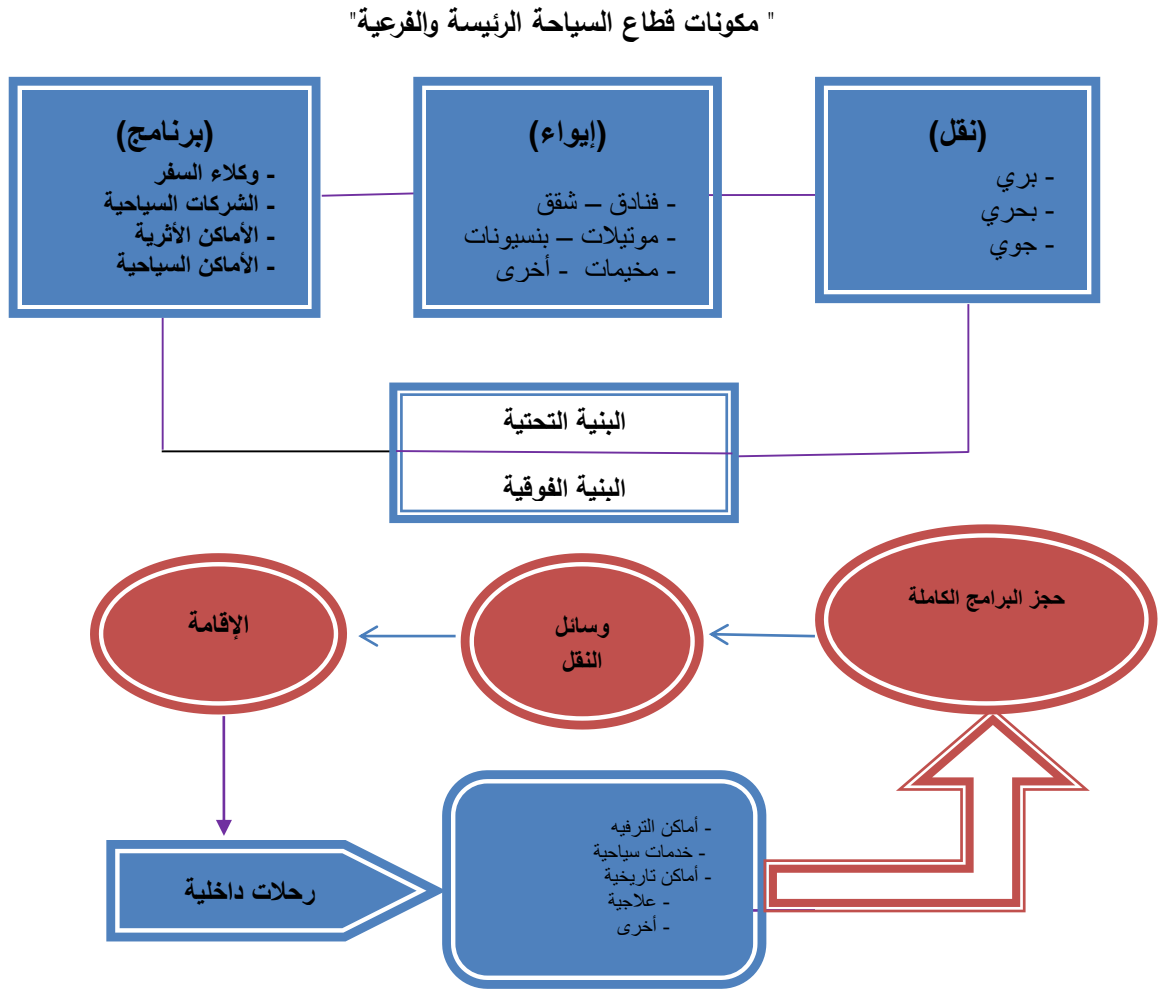 " مكونات قطاع السياحة الرئيسة والفرعية"
(نقل)
- بري
- بحري
- جوي
(إيواء)
- فنادق – شقق
- موتيلات – بنسيونات
- مخيمات - أخرى
(برنامج)
- وكلاء السفر
- الشركات السياحية
- الأماكن الأثرية
- الأماكن السياحية
البنية التحتية
البنية الفوقية
حجز البرامج الكاملة
وسائل
النقل
الإقامة
رحلات داخلية
- أماكن الترفيه
- خدمات سياحية
- أماكن تاريخية
- علاجية
- أخرى